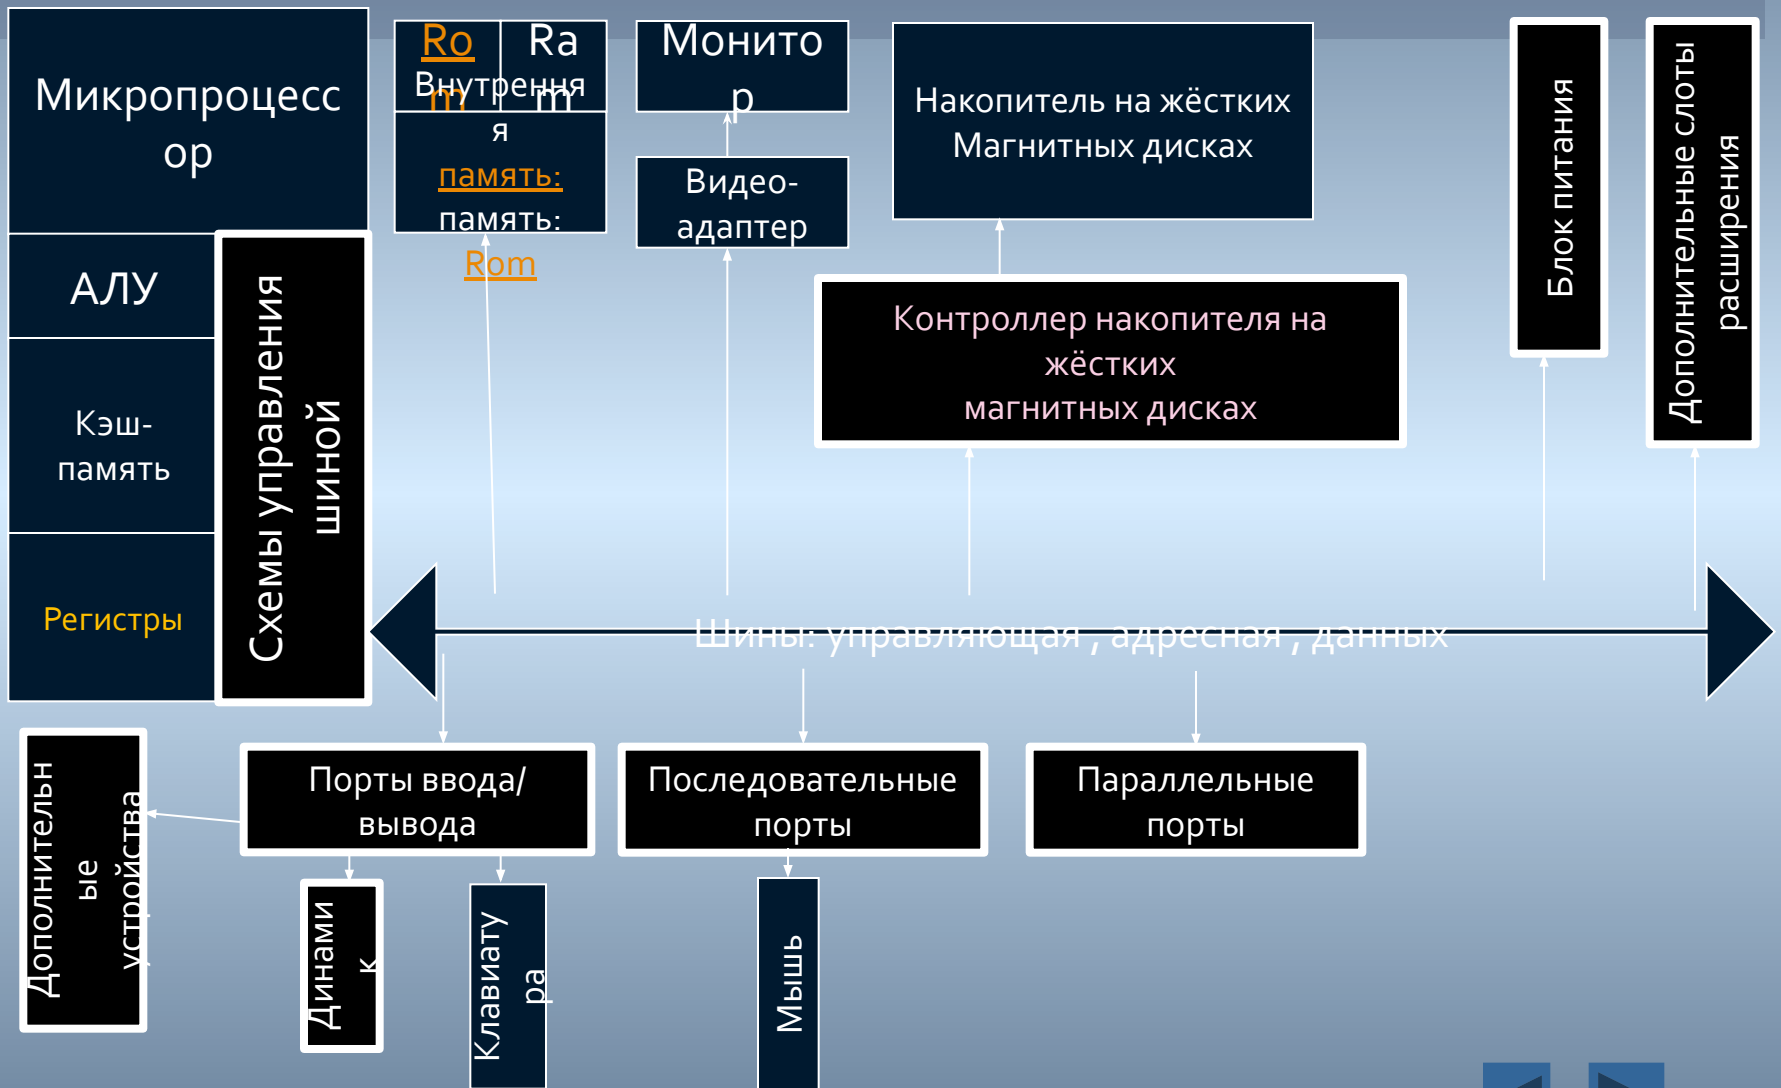 Микропроцесс
ор
АЛУ
Кэш-
память
Регистры
Схемы управления
шиной
Ro
m
Ra
m
Внутрення
я
память:
память:
Rom
Монито
р
Видео-
адаптер
Накопитель на жёстких
Магнитных дисках
Контроллер накопителя на
жёстких
магнитных дисках
Блок питания
Дополнительные слоты
расширения
Шины: управляющая , адресная , данных
Дополнительн
ые
устройства
Порты ввода/
вывода
Последовательные
порты
Параллельные
порты
Динами
к
Клавиату
ра
Мышь